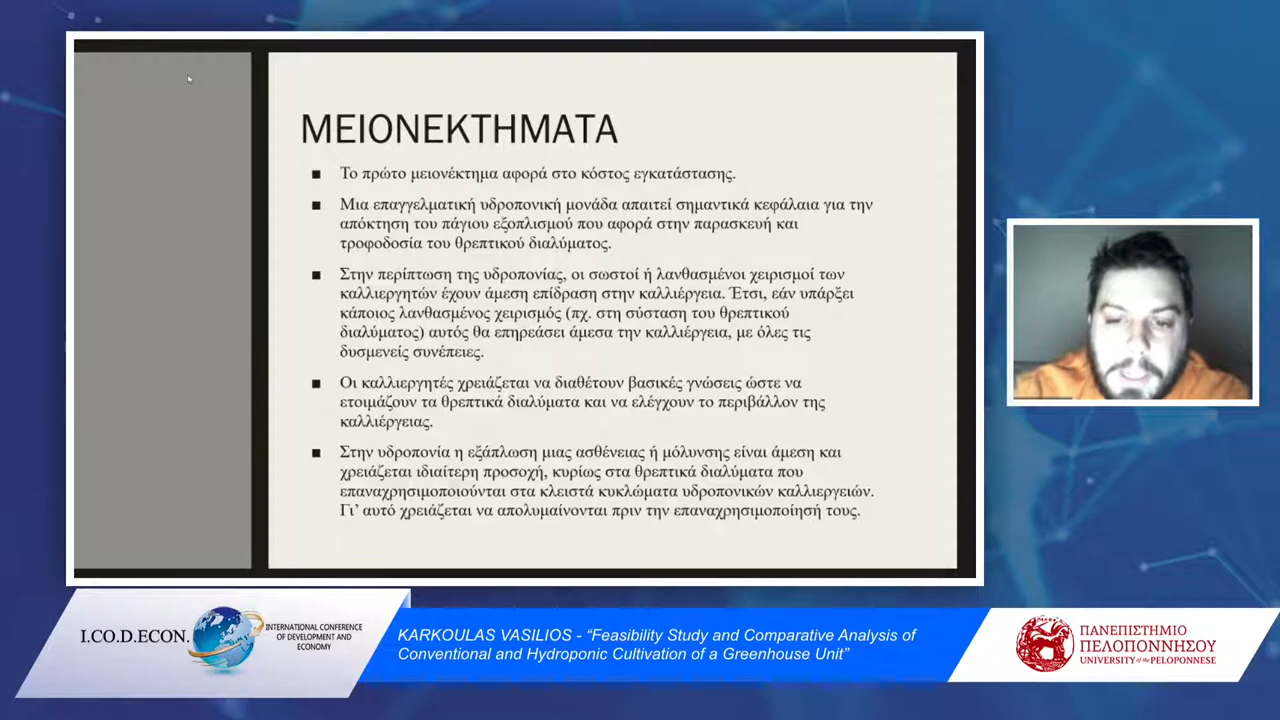 ΜΕΙΟΝΕΚΤΗΜΑΤΑ
■ Το πρώτο μειονέκτημα αφορά στο κόστος εγκατάστασης.
■ Μια επαγγελματική υδροπονική μονάδα απαιτεί σημαντικά κεφάλαια για την
απόκτηση του πάγιου εξοπλισμού που αφορά στην παρασκευή και
τροφοδοσία του θρεπτικού διαλύματος.
■ Στην περίπτωση της υδροπονίας, οι σωστοί ή λανθασμένοι χειρισμοί των
καλλιεργητών έχουν άμεση επίδραση στην καλλιέργεια. Έτσι, εάν υπάρξει
κάποιος λανθασμένος χειρισμός (πχ. στη σύσταση του θρεπτικού
διαλύματος) αυτός θα επηρεάσει άμεσα την καλλιέργεια, με όλες τις
δυσμενείς συνέπειες.
■ Οι καλλιεργητές χρειάζεται να διαθέτουν βασικές γνώσεις ώστε να
ετοιμάζουν τα θρεπτικά διαλύματα και να ελέγχουν το περιβάλλον της
καλλιέργειας.
■ Στην υδροπονία η εξάπλωση μιας ασθένειας ή μόλυνσης είναι άμεση και
χρειάζεται ιδιαίτερη προσοχή, κυρίως στα θρεπτικά διαλύματα που
επαναχρησιμοποιούνται στα κλειστά κυκλώματα υδροπονικών καλλιεργειών.
Γι’ αυτό χρειάζεται να απολυμαίνονται πριν την επαναχρησιμοποίησή τους.
I.CO.D.ECON.
INTERNATIONAL CONFERENCE
OF DEVELOPMENT AND
ECONOMY
KARKOULAS VASILIOS - “Feasibility Study and Comparative Analysis of
Conventional and Hydroponic Cultivation of a Greenhouse Unit”
ΠΑΝΕΠΙΣΤΗΜΙΟ
ΠΕΛΟΠΟΝΝΗΣΟΥ
UNIVERSITY of the PELOPONNESE